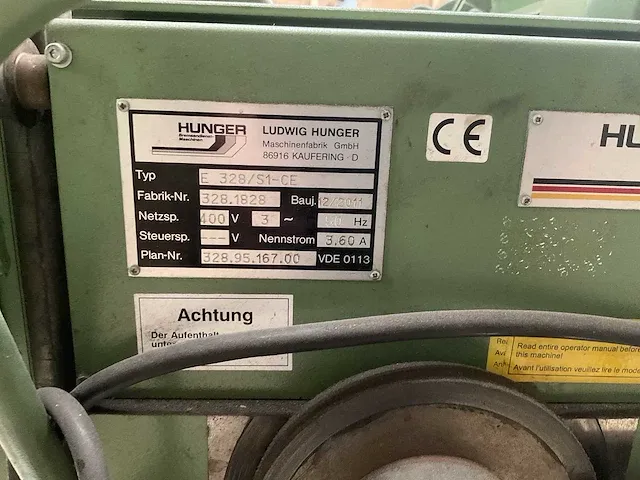 HUNGER
LUDWIG HUNGER
Maschinenfabrik GmbH
86916 KAUFERING / D
Typ E 328/S1-CE
Fabrik-Nr. 328.1828 Bauj. 12/2011
Netzsp. 400 V 3 ~ Hz
Steuersp. --- V Nennstrom 3,60 A
Plan-Nr. 328.95.167.00 VDE 0113
CE
HU
Achtung
Der Aufenthalt
unter
Read entire operator manual before
this machine!
Avant l'utilisation veuillez lire le mode